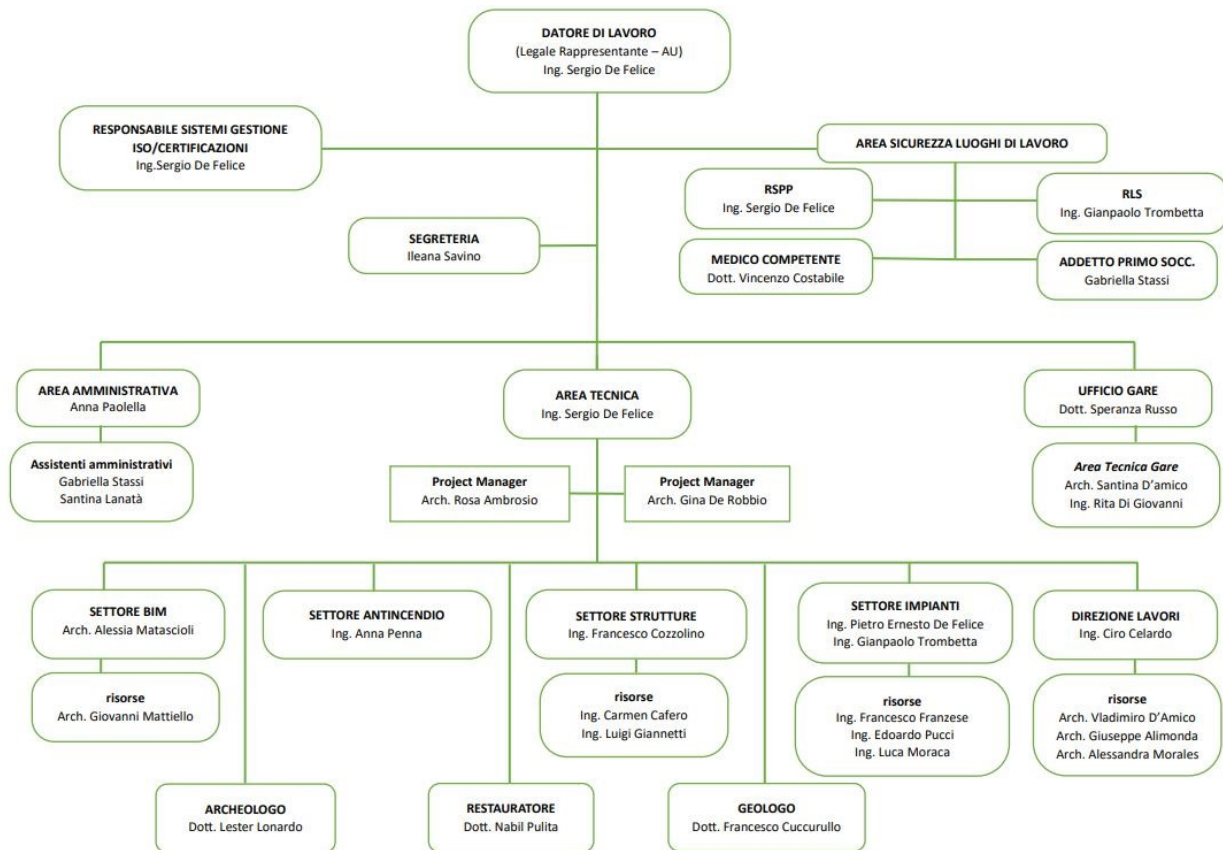 DATORE DI LAVORO
(Legale Rappresentante – AU)
Ing. Sergio De Felice
RESPONSABILE SISTEMI GESTIONE
ISO/CERTIFICAZIONI
Ing.Sergio De Felice
AREA SICUREZZA LUOGHI DI LAVORO
RSPP
Ing. Sergio De Felice
RLS
Ing. Gianpaolo Trombetta
SEGRETERIA
Ileana Savino
MEDICO COMPETENTE
Dott. Vincenzo Costabile
ADDETTO PRIMO SOCC.
Gabriella Stassi
AREA AMMINISTRATIVA
Anna Paolella
AREA TECNICA
Ing. Sergio De Felice
UFFICIO GARE
Dott. Speranza Russo
Assistenti amministrativi
Gabriella Stassi
Santina Lanatà
Project Manager
Arch. Rosa Ambrosio
Project Manager
Arch. Gina De Robbio
Area Tecnica Gare
Arch. Santina D’amico
Ing. Rita Di Giovanni
SETTORE BIM
Arch. Alessia Matascioli
SETTORE ANTINCENDIO
Ing. Anna Penna
SETTORE STRUTTURE
Ing. Francesco Cozzolino
SETTORE IMPIANTI
Ing. Pietro Ernesto De Felice
Ing. Gianpaolo Trombetta
DIREZIONE LAVORI
Ing. Ciro Celardo
risorse
Arch. Giovanni Mattiello
risorse
Ing. Carmen Cafero
Ing. Luigi Giannetti
risorse
Ing. Francesco Franzese
Ing. Edoardo Pucci
Ing. Luca Moraca
risorse
Arch. Vladimiro D’Amico
Arch. Giuseppe Alimonda
Arch. Alessandra Morales
ARCHEOLOGO
Dott. Lester Lonardo
RESTAURATORE
Dott. Nabil Pulita
GEOLOGO
Dott. Francesco Cuccurullo